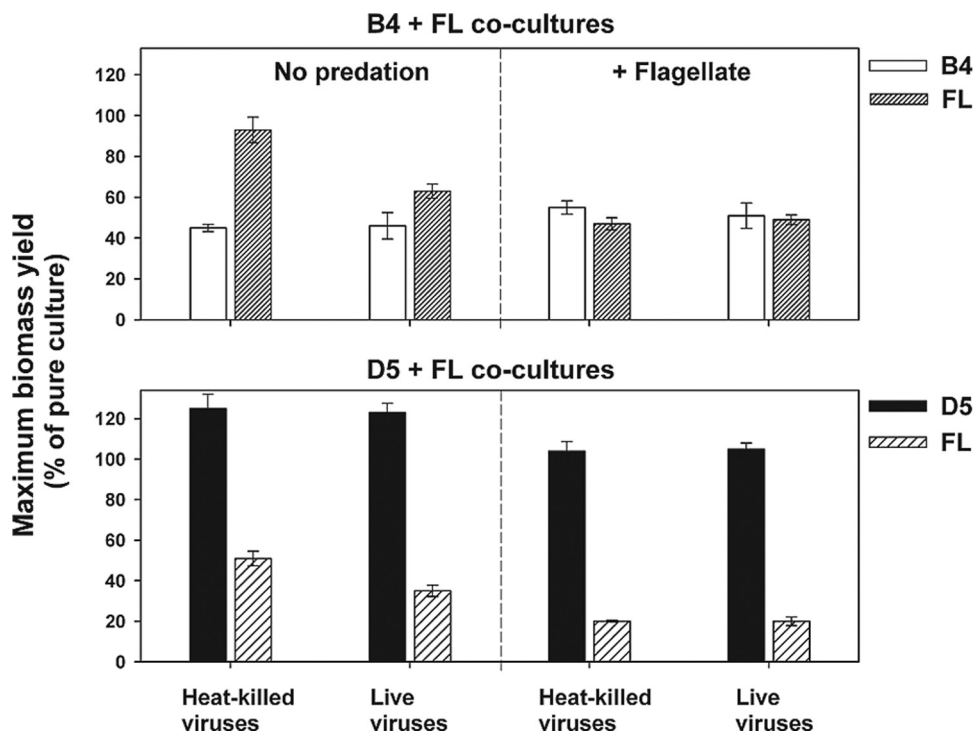 B4 + FL co-cultures
No predation
+ Flagellate
B4
FL
120
100
80
60
40
20
0
Maximum biomass yield
(% of pure culture)
D5 + FL co-cultures
D5
FL
120
100
80
60
40
20
0
Heat-killed
viruses
Live
viruses
Heat-killed
viruses
Live
viruses